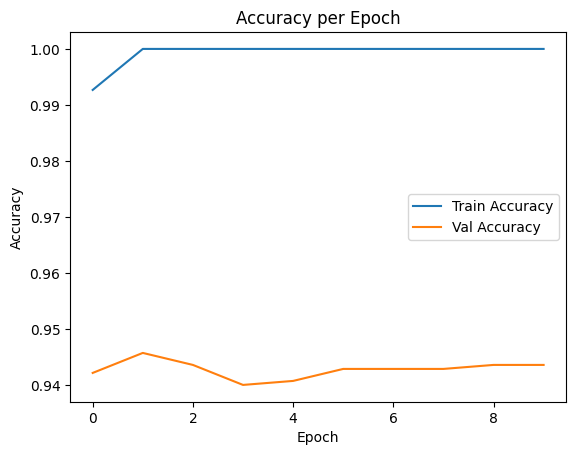 Accuracy per Epoch
1.00
0.99
0.98
0.97
0.96
0.95
0.94
Accuracy
Train Accuracy
Val Accuracy
0 2 4 6 8
Epoch